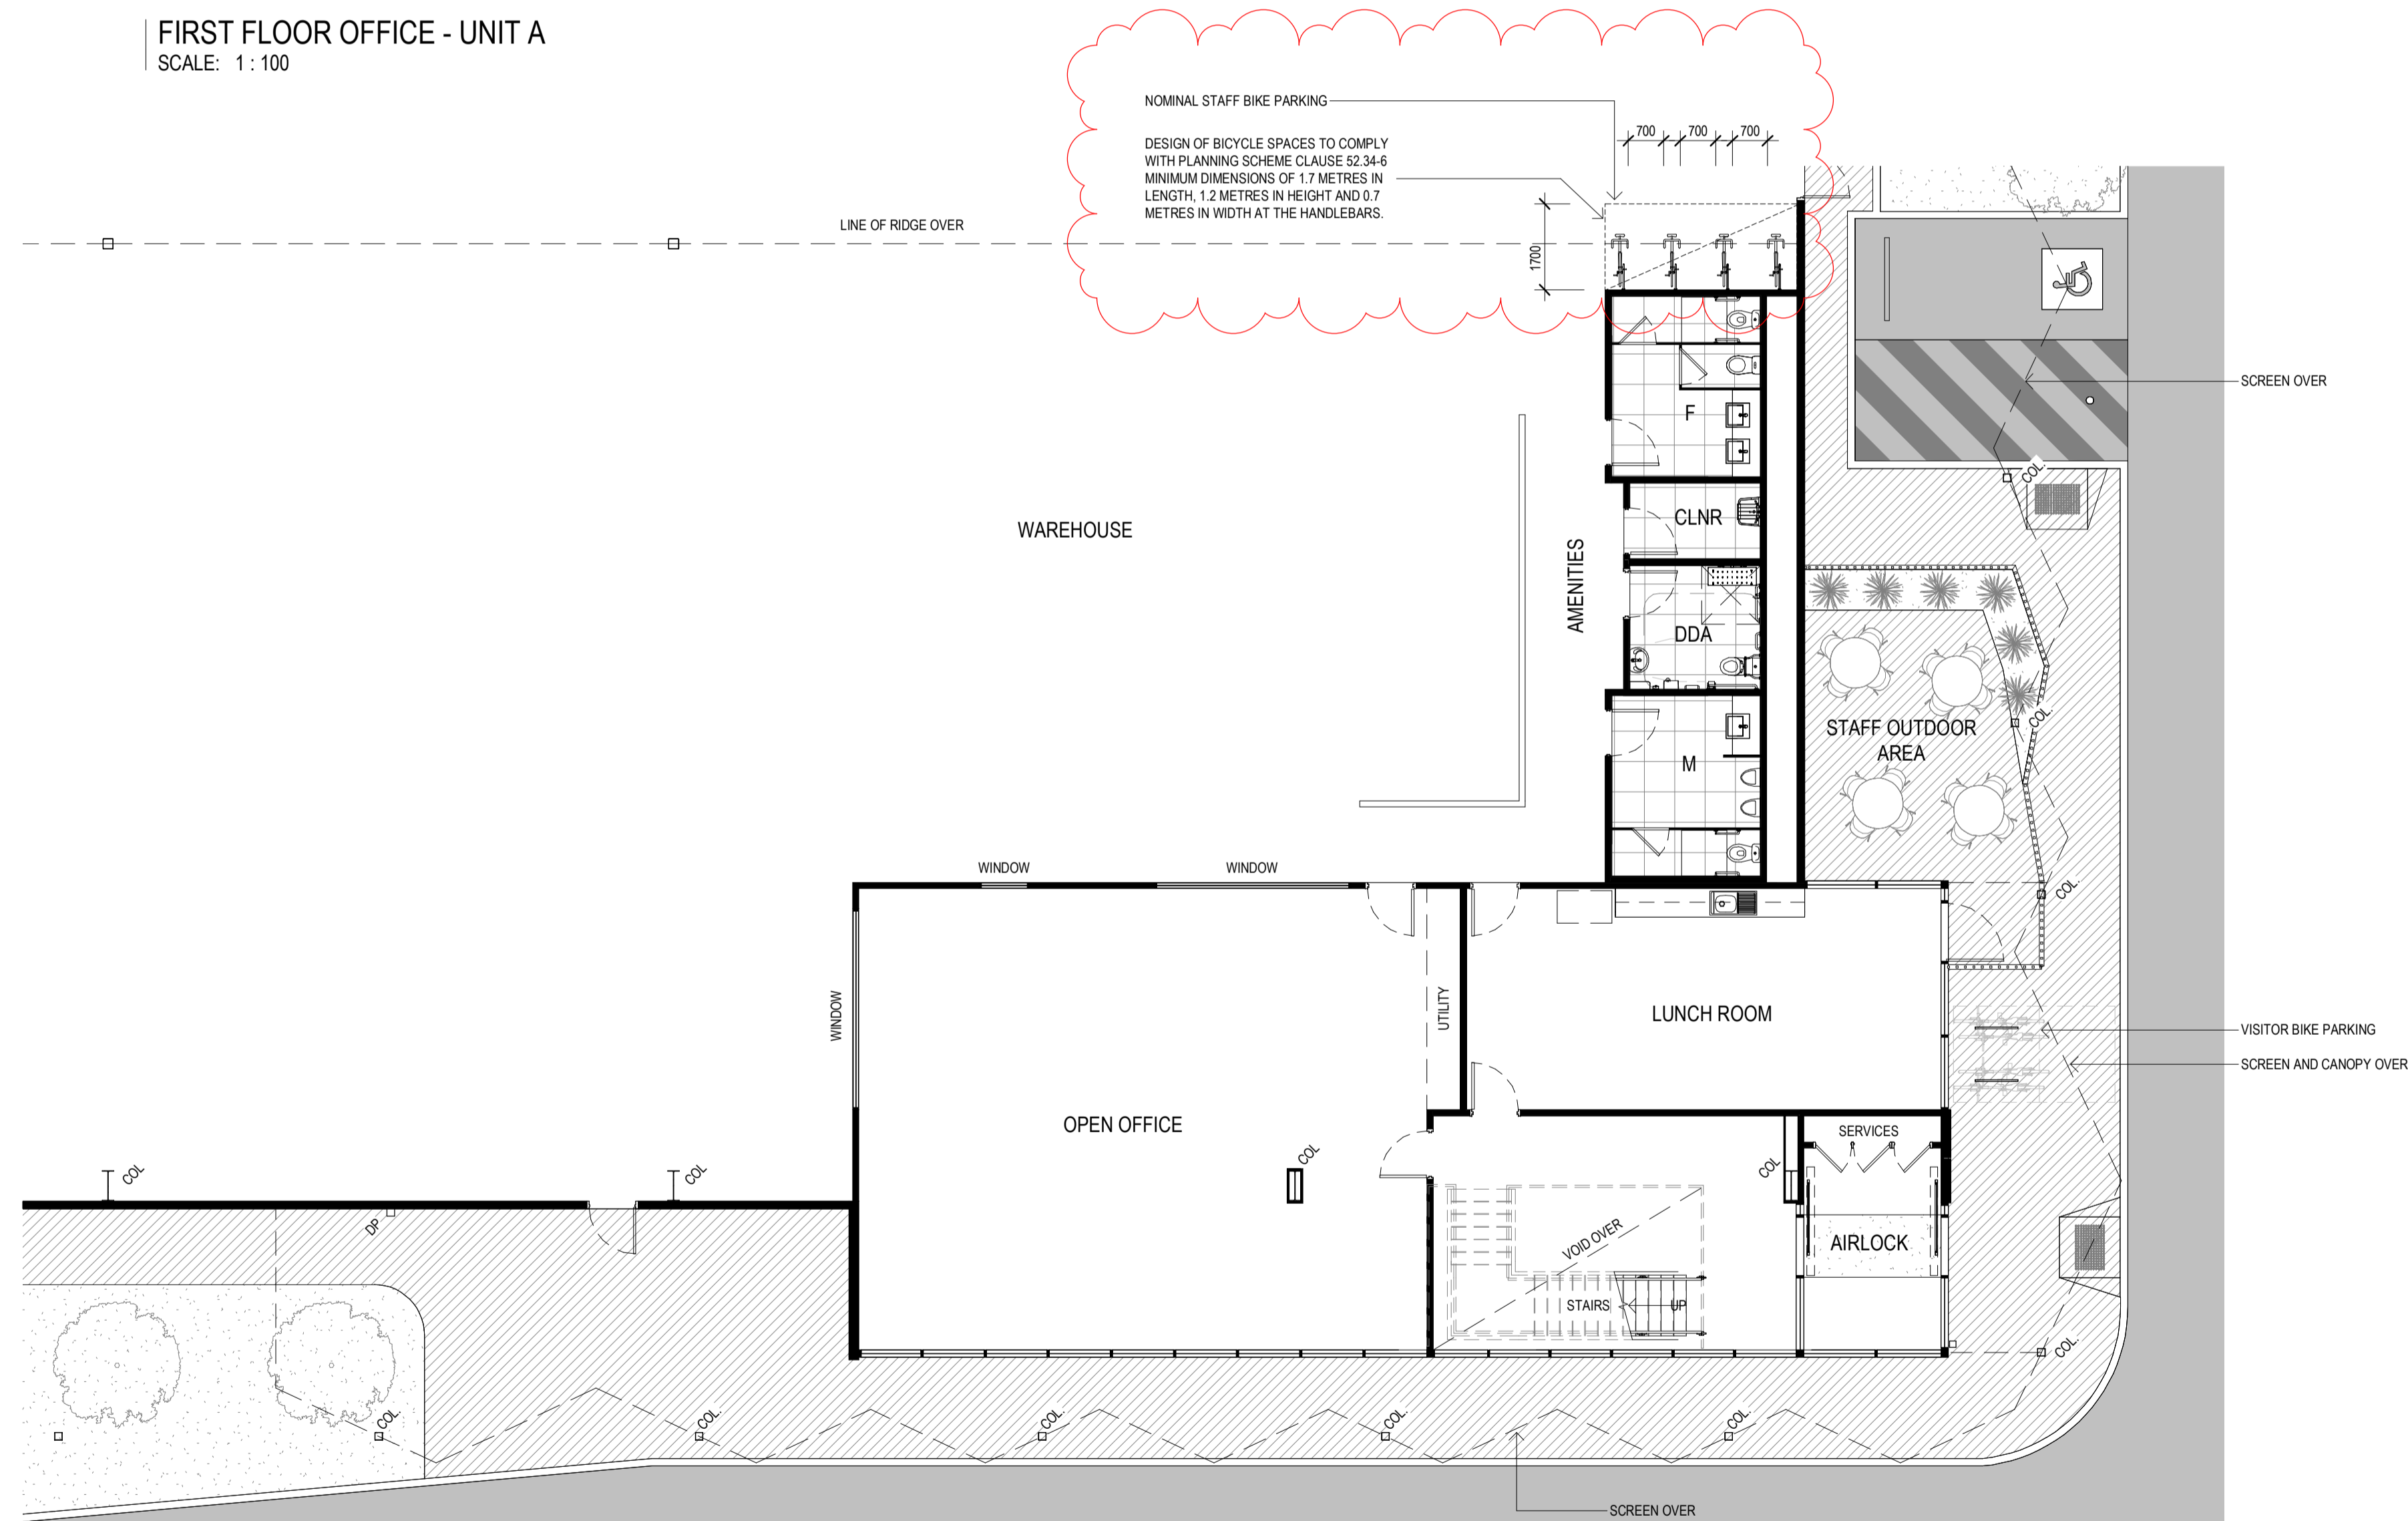 FIRST FLOOR OFFICE - UNIT A
SCALE: 1 : 100
NOMINAL STAFF BIKE PARKING
700
700
700
DESIGN OF BICYCLE SPACES TO COMPLY
WITH PLANNING SCHEME CLAUSE 52.34-6
MINIMUM DIMENSIONS OF 1.7 METRES IN
LENGTH, 1.2 METRES IN HEIGHT AND 0.7
METRES IN WIDTH AT THE HANDLEBARS.
LINE OF RIDGE OVER
1700
SCREEN OVER
F
COL.
CLNR
WAREHOUSE
AMENITIES
DDA
COL.
STAFF OUTDOOR
AREA
M
WINDOW
WINDOW
COL.
WINDOW
UTILITY
LUNCH ROOM
VISITOR BIKE PARKING
SCREEN AND CANOPY OVER
OPEN OFFICE
SERVICES
COL
COL
COL
COL
DP
VOID OVER
AIRLOCK
STAIRS
UP
COL.
COL.
COL.
COL.
COL.
COL.
SCREEN OVER